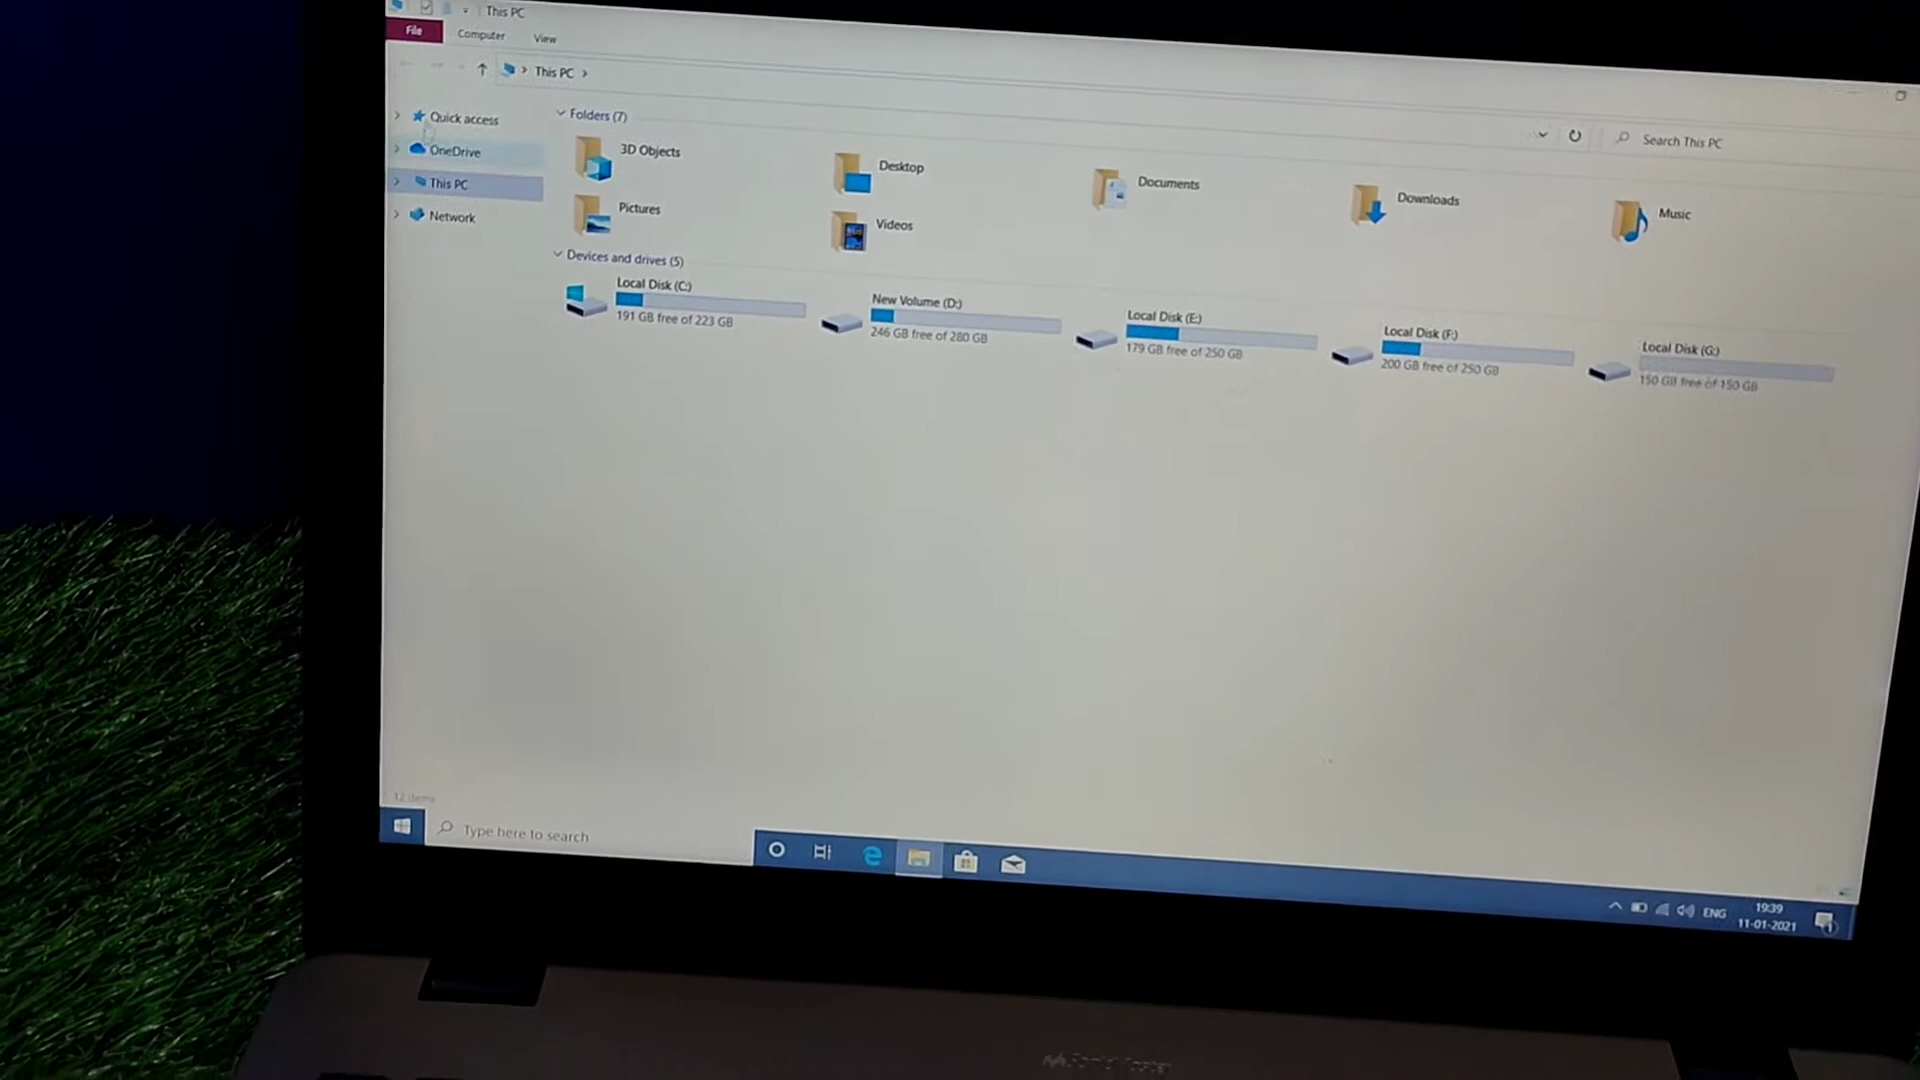 This PC
File
Computer
View
This PC
Search This PC
Quick access
OneDrive
This PC
Network
Folders (7)
3D Objects
Desktop
Documents
Downloads
Music
Pictures
Videos
Devices and drives (5)
Local Disk (C:)
191 GB free of 223 GB
New Volume (D:)
246 GB free of 280 GB
Local Disk (E:)
179 GB free of 250 GB
Local Disk (F:)
200 GB free of 250 GB
Local Disk (G:)
150 GB free of 150 GB
12 items
Type here to search
ENG
19:39
11-01-2021
1